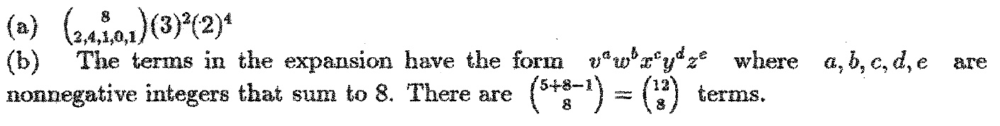 (a) $\binom{8}{2,4,1,0,1}(3)^2(2)^4$
(b) The terms in the expansion have the form $v^a w^b x^c y^d z^e$ where $a, b, c, d, e$ are
nonnegative integers that sum to 8. There are $\binom{5+8-1}{8} = \binom{12}{8}$ terms.